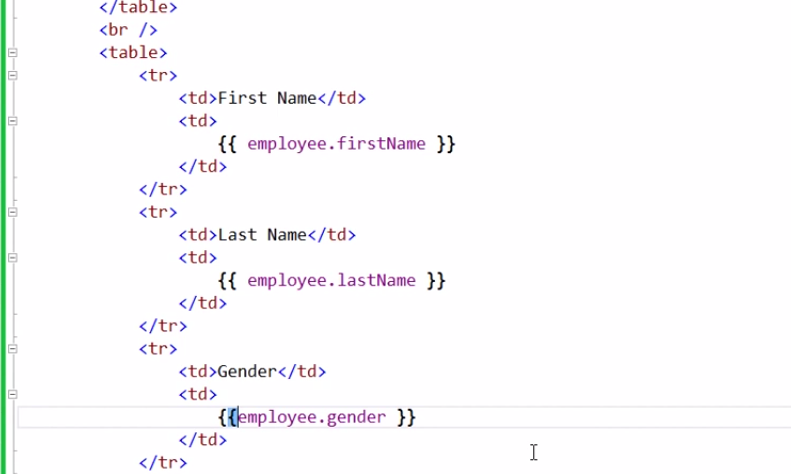 </table>
<br />
<table>
<tr>
<td>First Name</td>
<td>
{{ employee.firstName }}
</td>
</tr>
<tr>
<td>Last Name</td>
<td>
{{ employee.lastName }}
</td>
</tr>
<tr>
<td>Gender</td>
<td>
{{employee.gender }}
</td>
</tr>